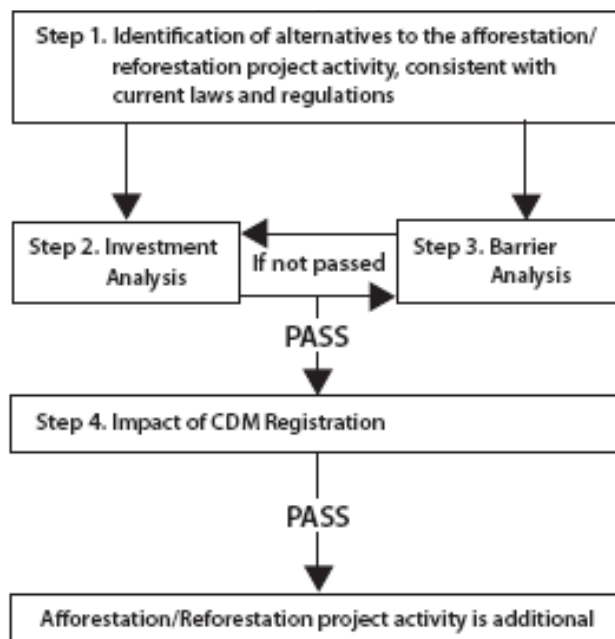 Step 1. Identification of alternatives to the afforestation/
reforestation project activity, consistent with
current laws and regulations
Step 2. Investment
Analysis
If not passed
Step 3. Barrier
Analysis
PASS
Step 4. Impact of CDM Registration
PASS
Afforestation/Reforestation project activity is additional